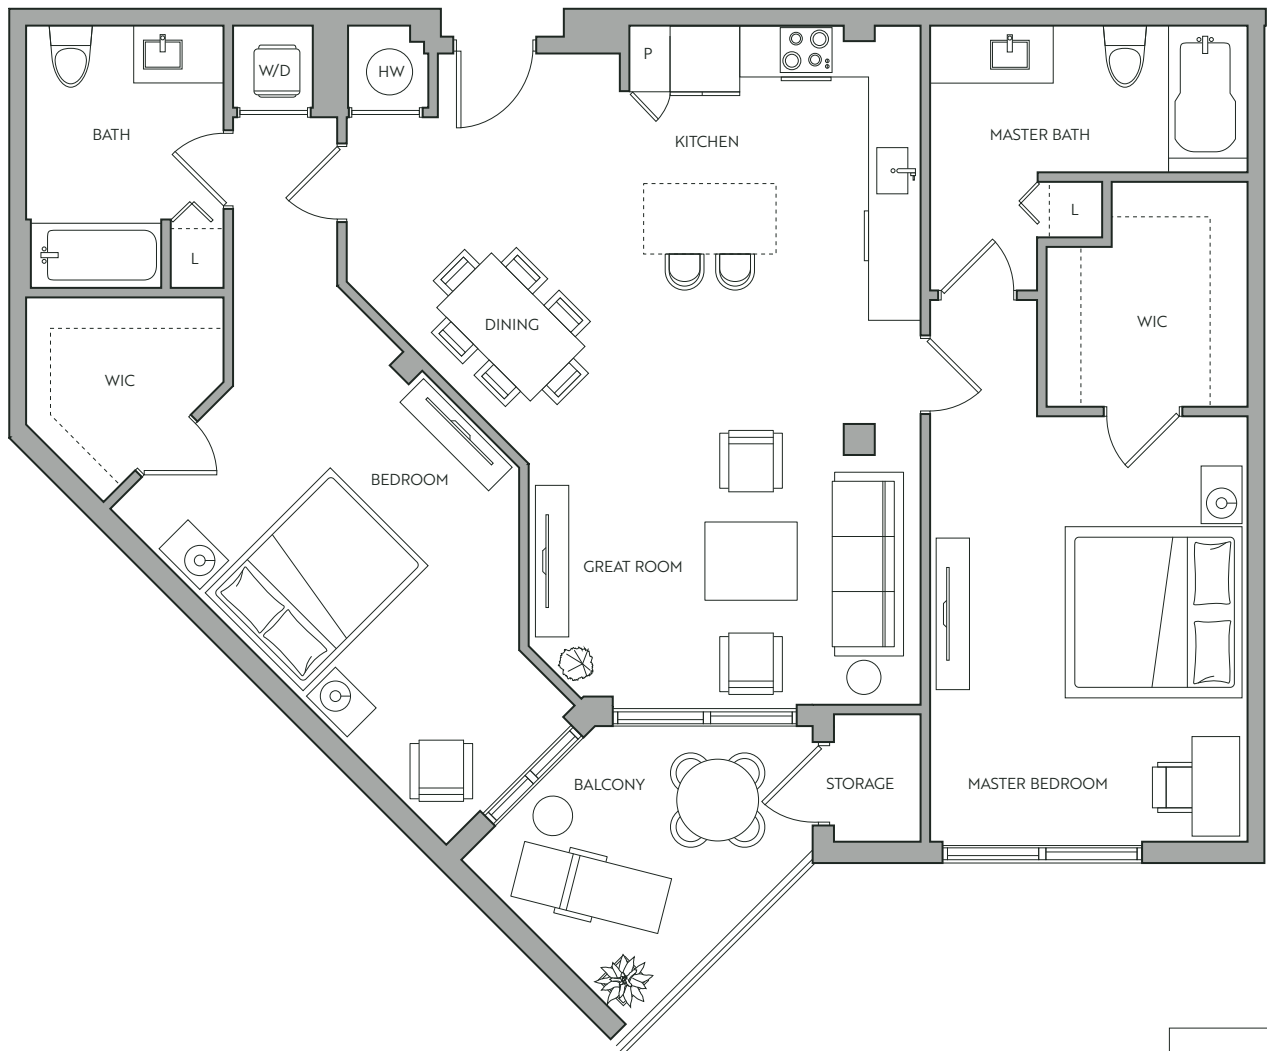 W/D
HW
P
BATH
KITCHEN
MASTER BATH
L
L
DINING
WIC
WIC
BEDROOM
GREAT ROOM
BALCONY
STORAGE
MASTER BEDROOM